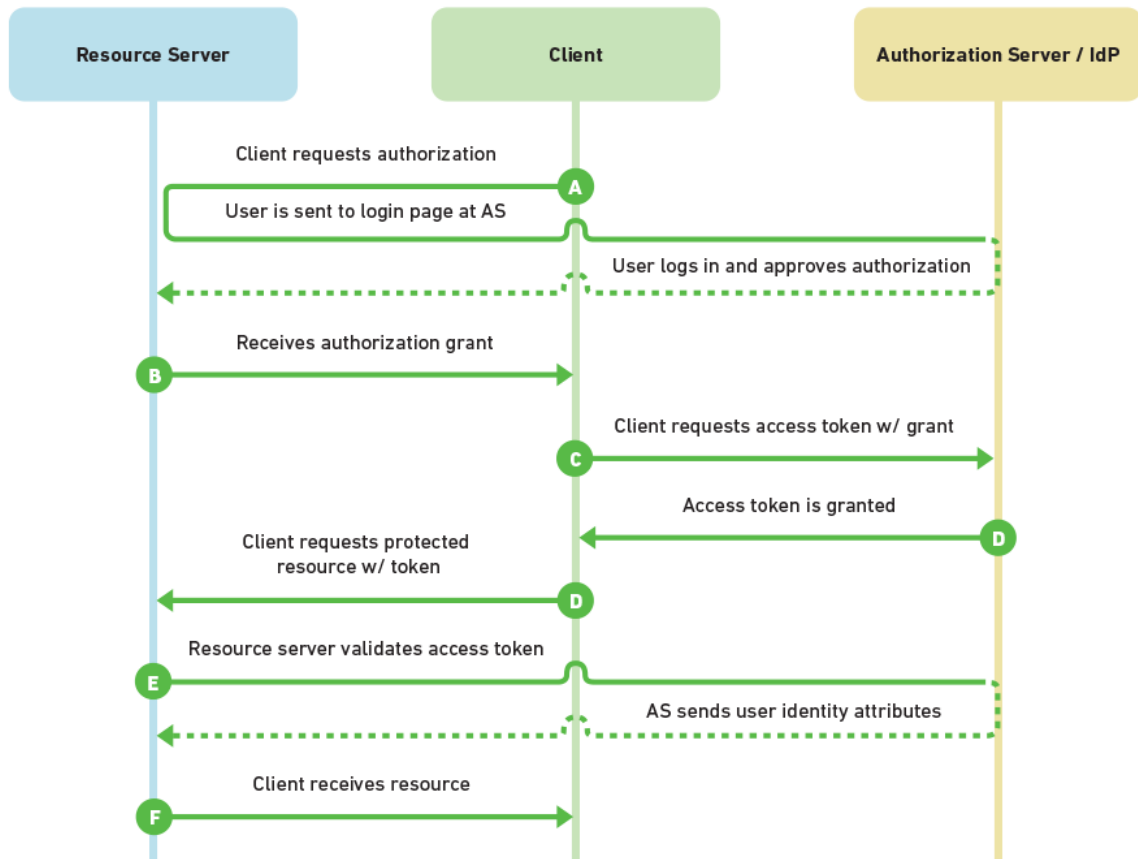 Resource Server
Client
Authorization Server / IdP
Client requests authorization
A
User is sent to login page at AS
User logs in and approves authorization
Receives authorization grant
B
Client requests access token w/ grant
C
Access token is granted
D
Client requests protected
resource w/ token
D
Resource server validates access token
E
AS sends user identity attributes
Client receives resource
F